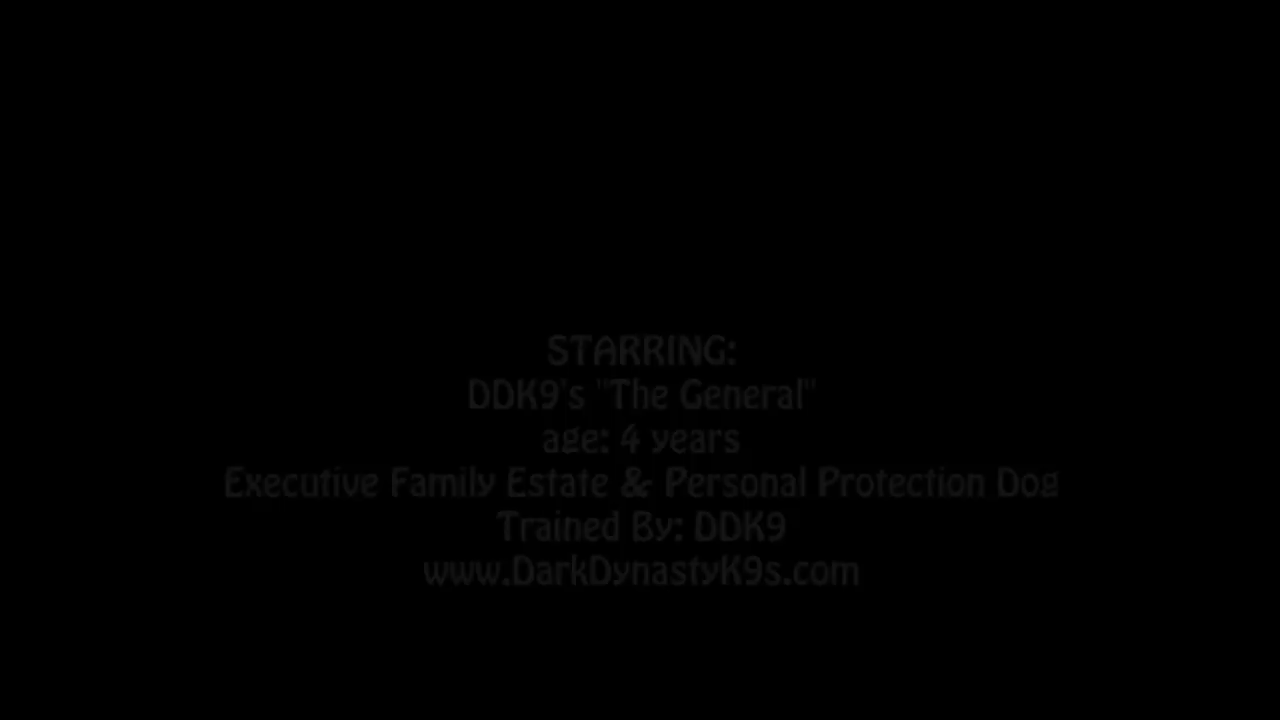 STARRING:
DDK9's "The General"
age: 4 years
Executive Family Estate & Personal Protection Dog
Trained By: DDK9
www.DarkDynastyK9s.com